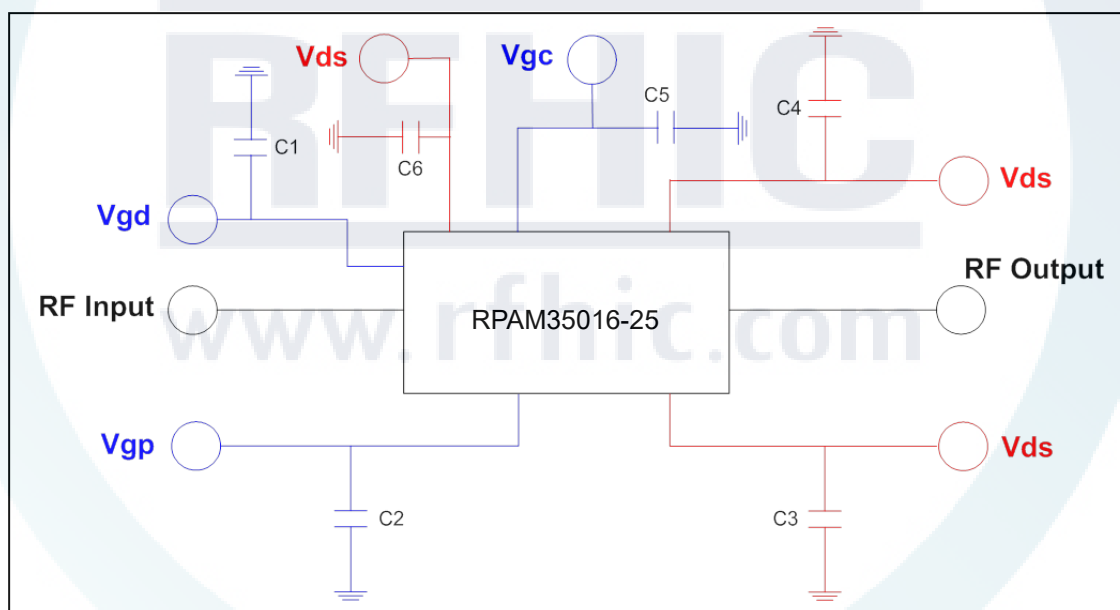 RFHIC
Vds
Vgc
C5
C4
C1
C6
Vds
Vgd
RF Output
RF Input
RPAM35016-25
www.rfhic.com
Vgp
Vds
C2
C3